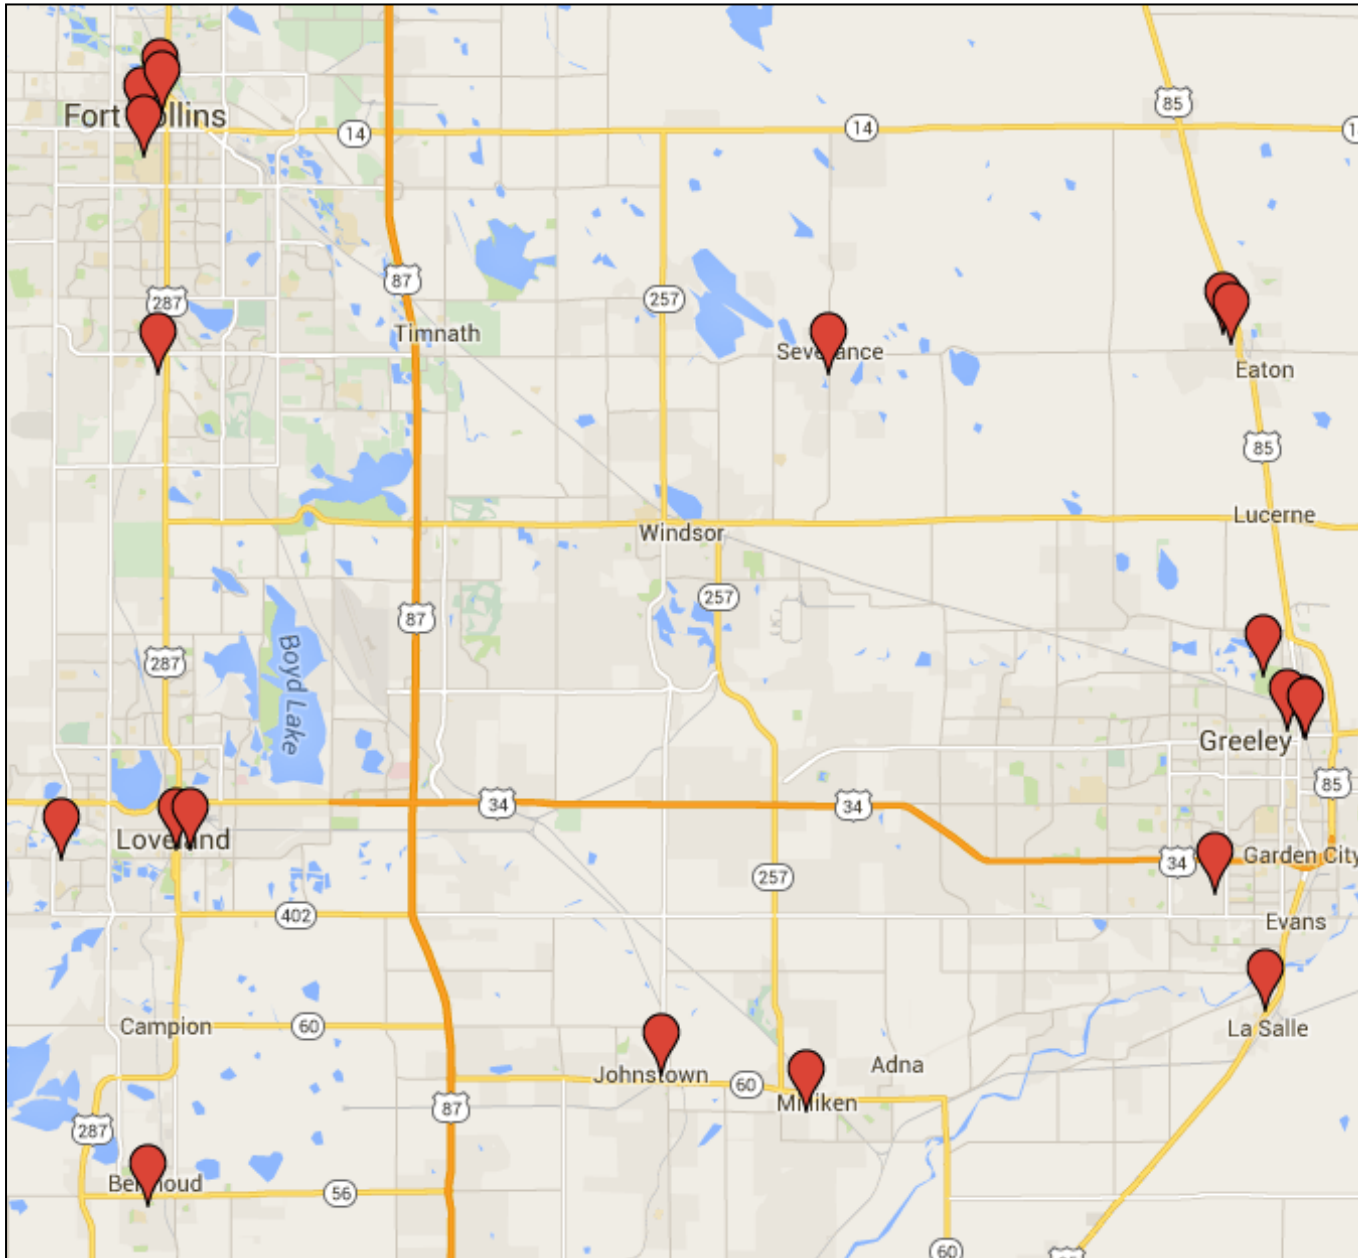 85
Fort Collins
14
14
87
287
257
Timnath
Severance
Eaton
85
Lucerne
Windsor
257
87
Boyd Lake
287
Greeley
85
34
34
Loveland
34
Garden City
257
402
Evans
Campion
60
La Salle
Adna
Johnstown
60
Milliken
87
287
Berthoud
56
60